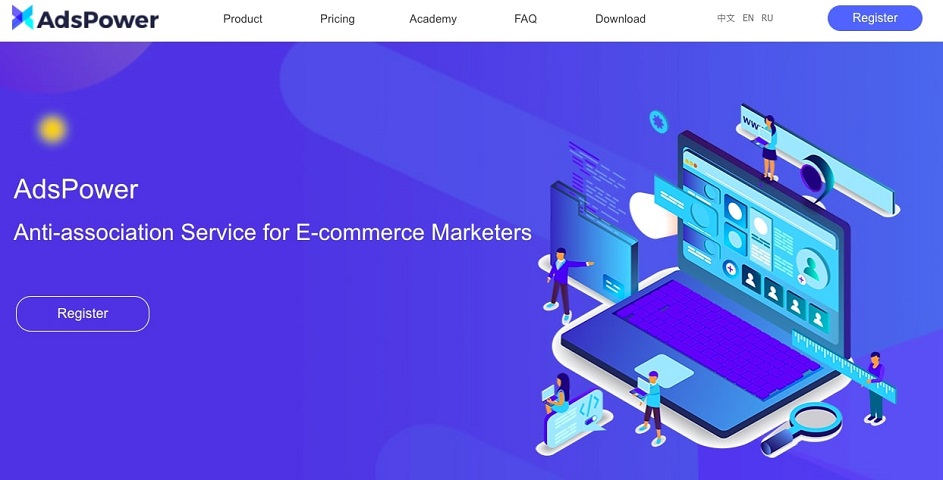 AdsPower
Product Pricing Academy FAQ Download 中文 EN RU Register
AdsPower
Anti-association Service for E-commerce Marketers
Register
WW
</>